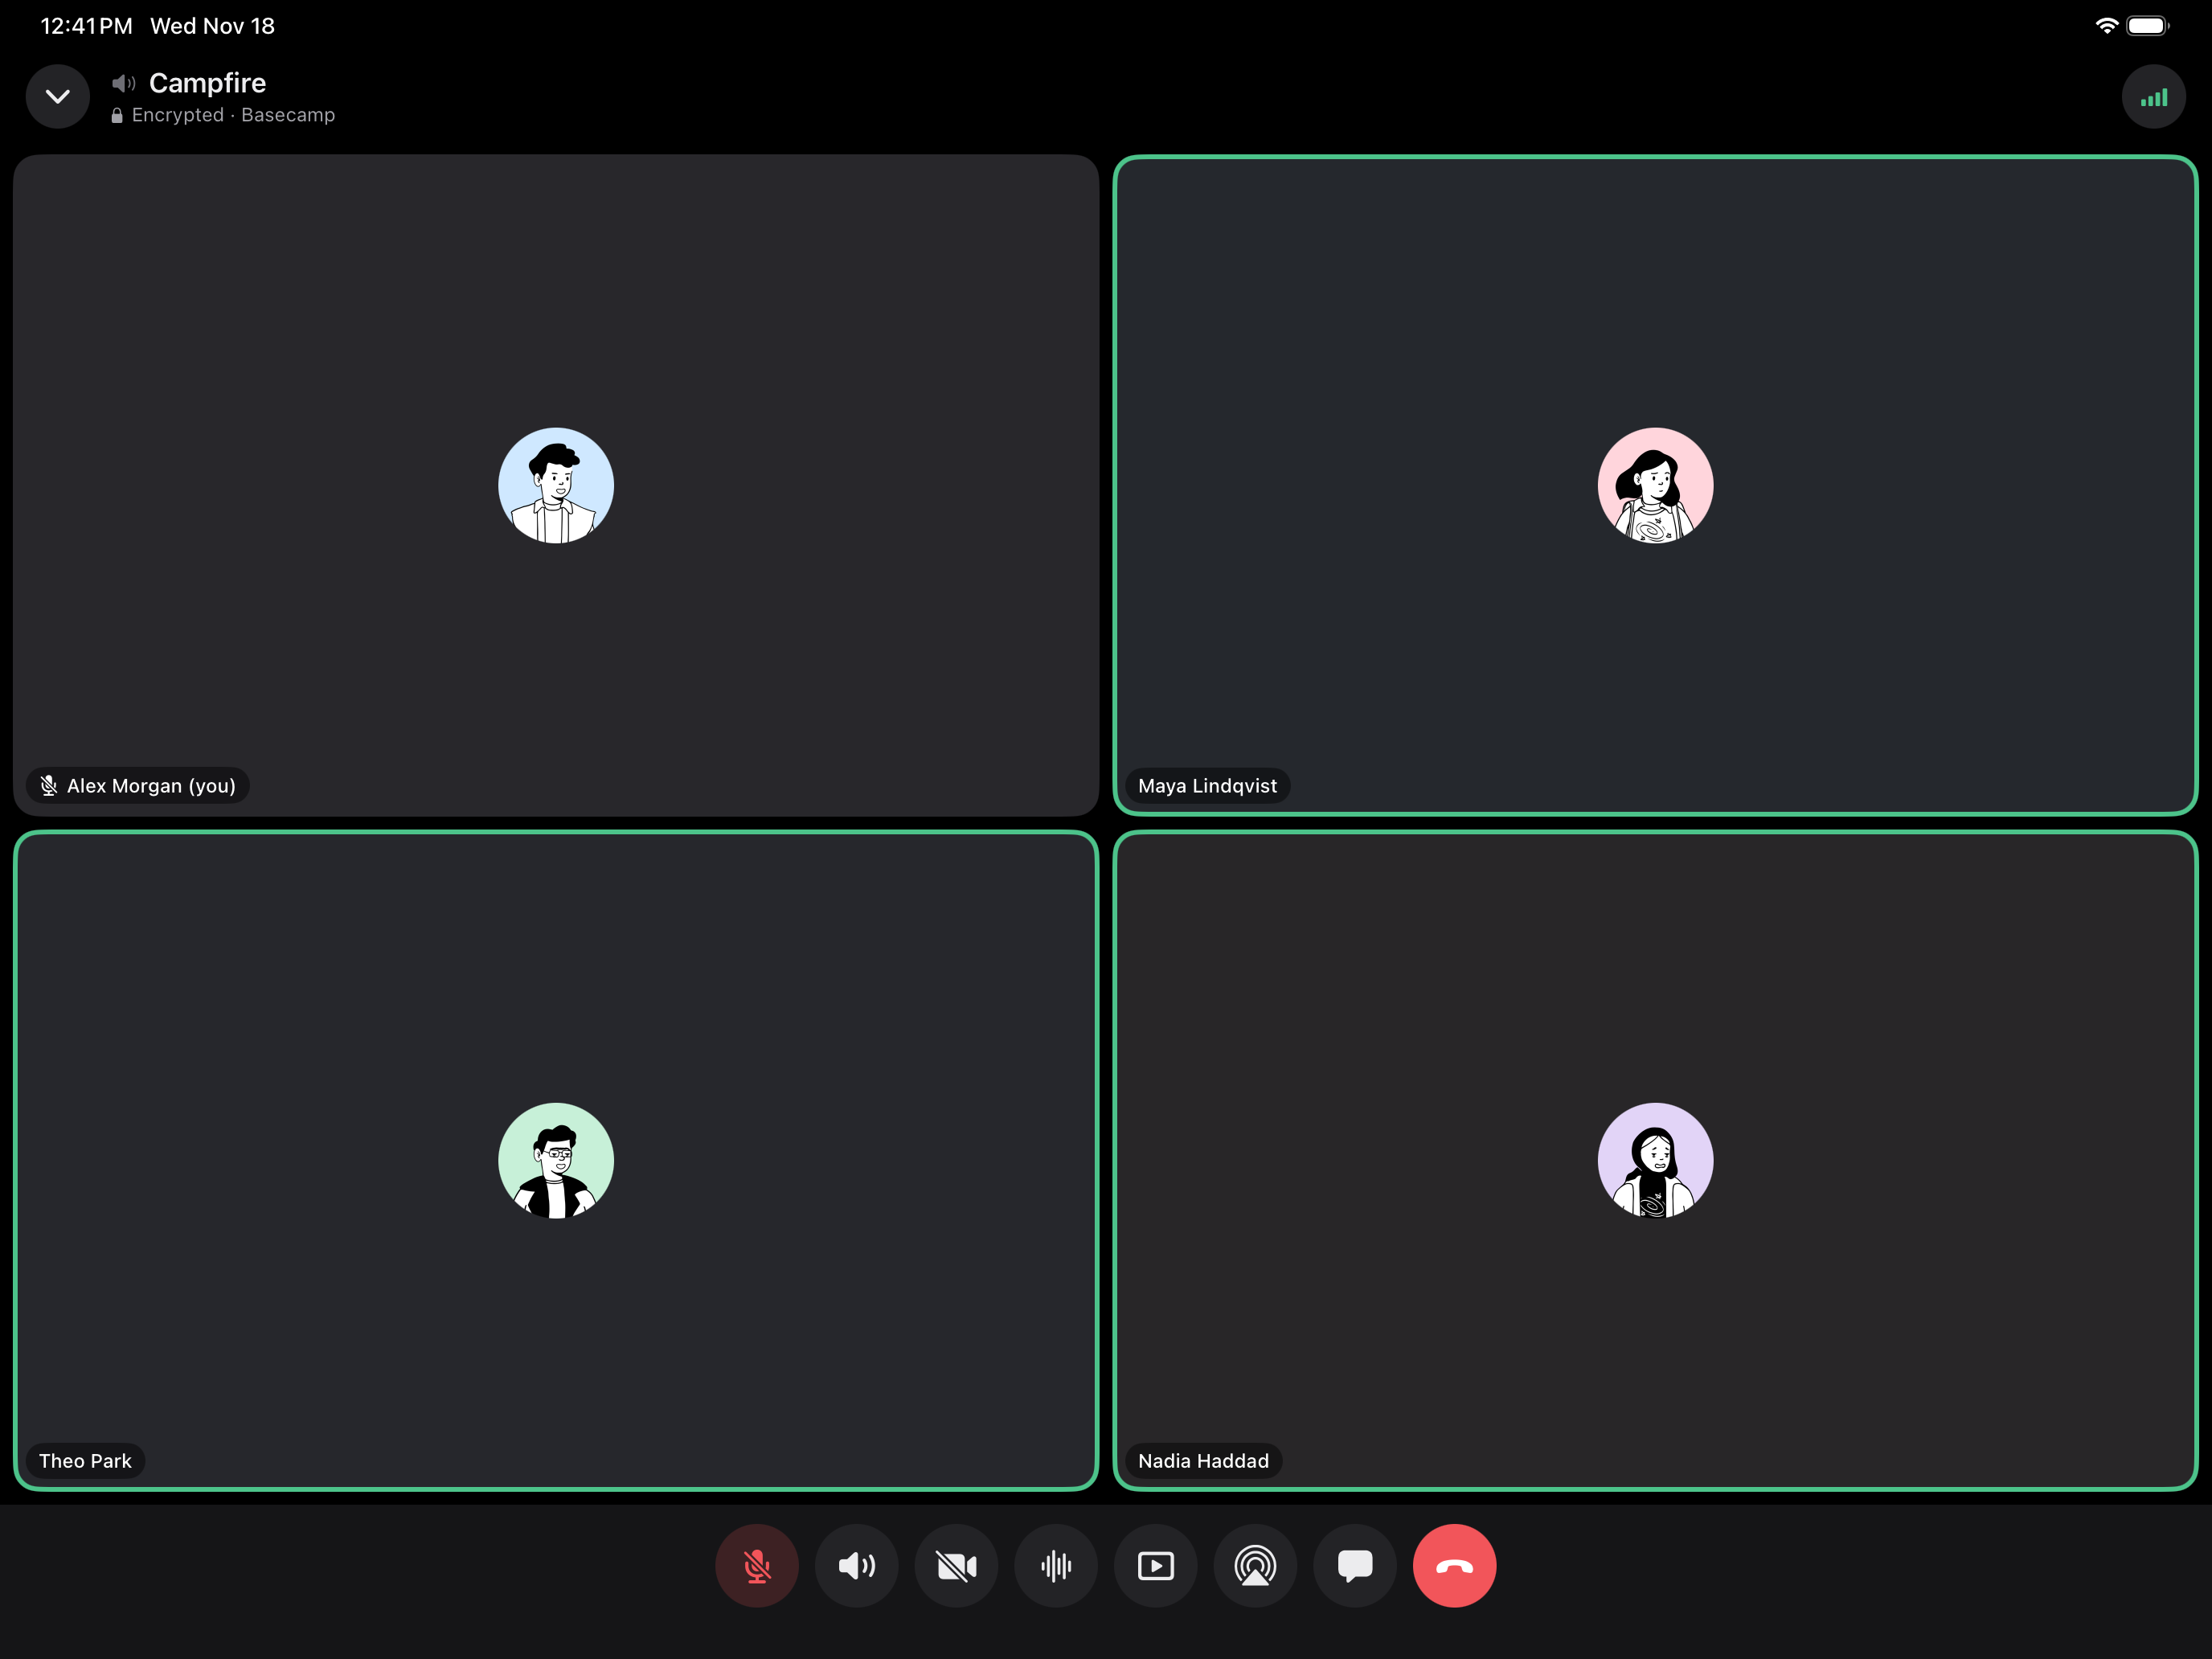 12:41 PM Wed Nov 18
Campfire
Encrypted · Basecamp
Alex Morgan (you)
Maya Lindqvist
Theo Park
Nadia Haddad